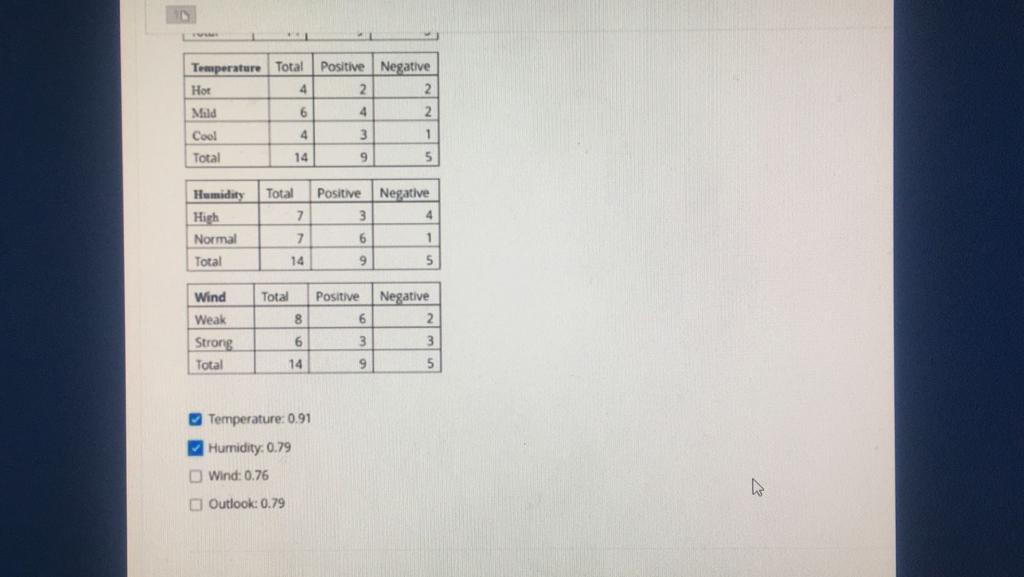 Temperature Total Positive Negative
Hot 4 2 2
Mild 6 4 2
Cool 4 3 1
Total 14 9 5
Humidity Total Positive Negative
High 7 3 4
Normal 7 6 1
Total 14 9 5
Wind Total Positive Negative
Weak 8 6 2
Strong 6 3 3
Total 14 9 5
Temperature: 0.91
Humidity: 0.79
Wind: 0.76
Outlook: 0.79